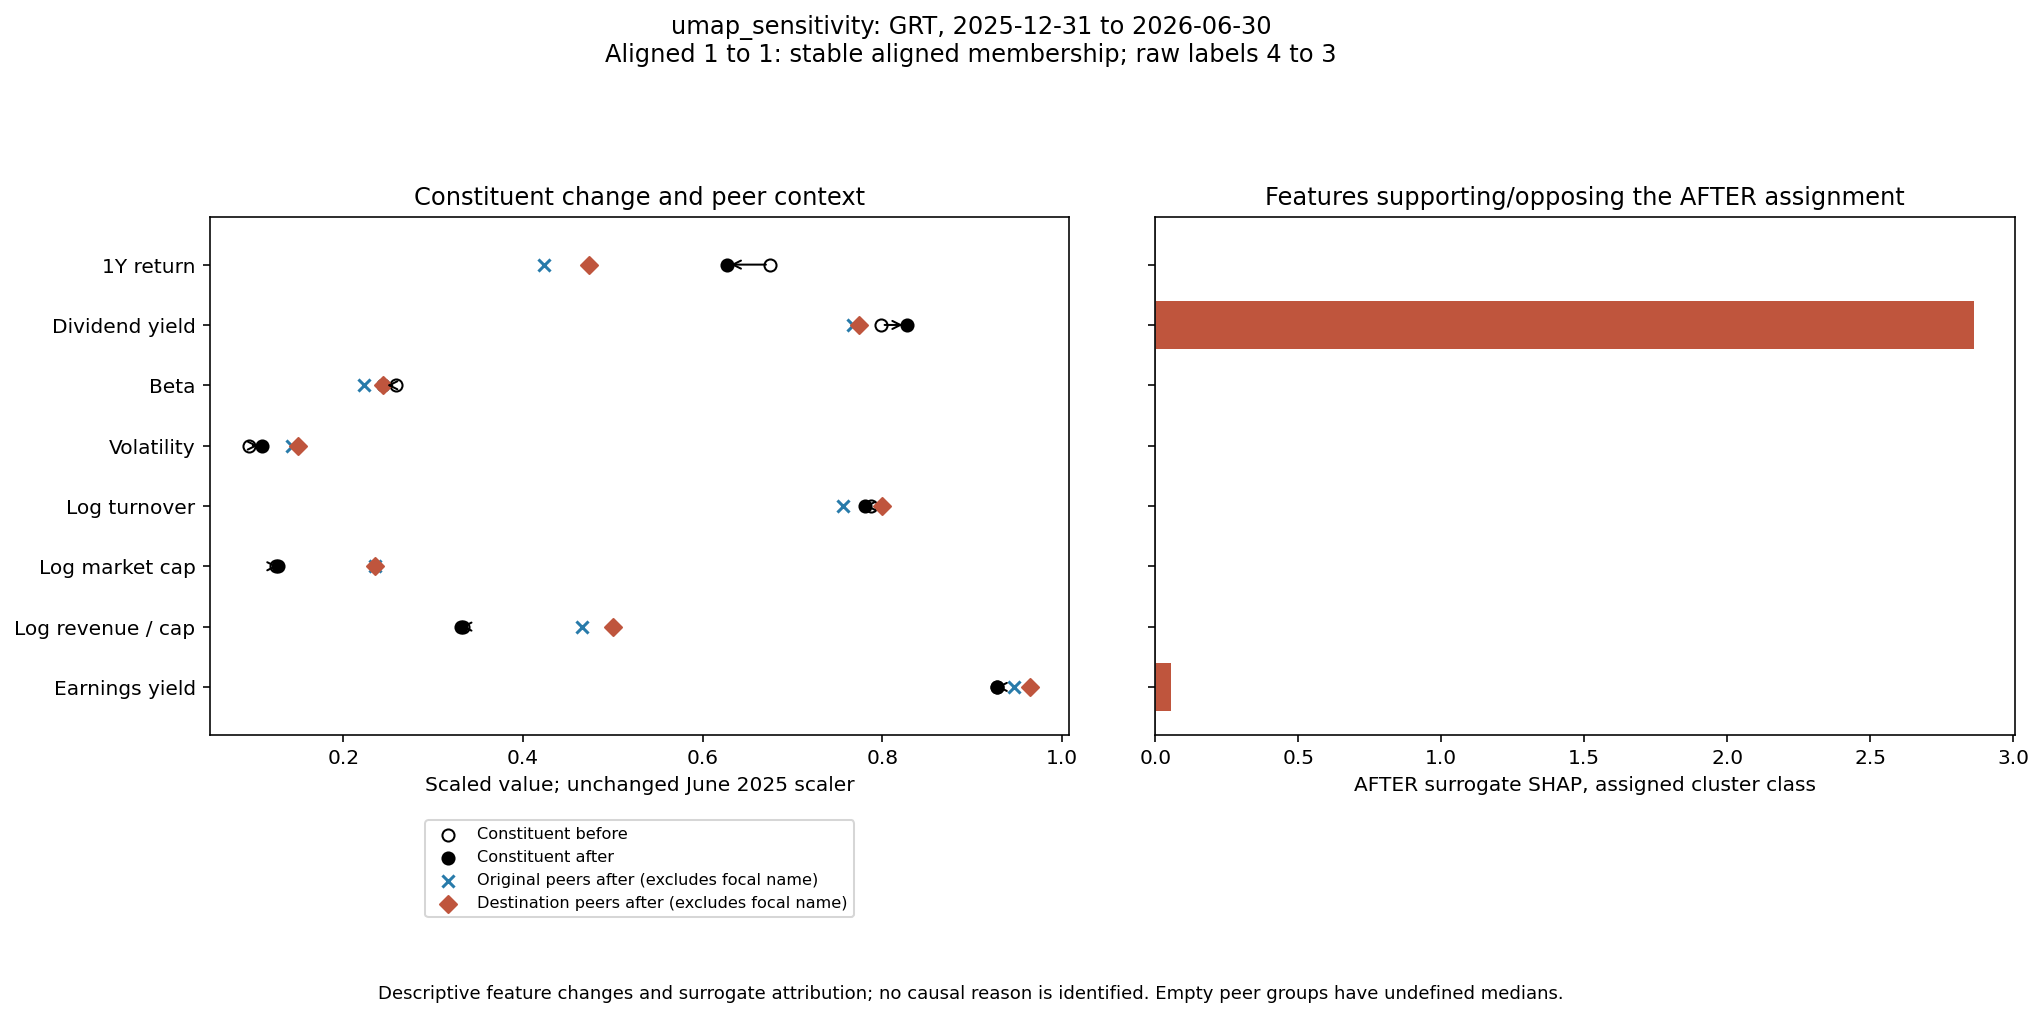 umap_sensitivity: GRT, 2025-12-31 to 2026-06-30
Aligned 1 to 1: stable aligned membership; raw labels 4 to 3
Constituent change and peer context
1Y return
Dividend yield
Beta
Volatility
Log turnover
Log market cap
Log revenue / cap
Earnings yield
0.2 0.4 0.6 0.8 1.0
Scaled value; unchanged June 2025 scaler
Constituent before
Constituent after
Original peers after (excludes focal name)
Destination peers after (excludes focal name)
Features supporting/opposing the AFTER assignment
0.0 0.5 1.0 1.5 2.0 2.5 3.0
AFTER surrogate SHAP, assigned cluster class
Descriptive feature changes and surrogate attribution; no causal reason is identified. Empty peer groups have undefined medians.